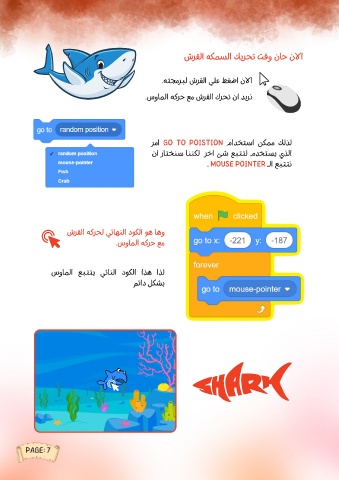 الان حان وقت تحريك السمكه القرش
الان اضغط علي القرش لبرمجته.
نريد ان نحرك القرش مع حركه الماوس.
go to random position
✓ random position
mouse-pointer
Fish
Crab
لذلك ممكن استخدام GO TO POISTION امر
الذي يستخدم لتتبع شئ اخر لكننا سنختار ان
نتتبع الـ MOUSE POINTER .
when clicked
go to x: -221 y: -187
forever
go to mouse-pointer
وها هو الكود النهائي لحركه القرش
مع حركه الماوس.
لذا هذا الكود التالي يتتبع الماوس
بشكل دائم
SHARK
PAGE: 7